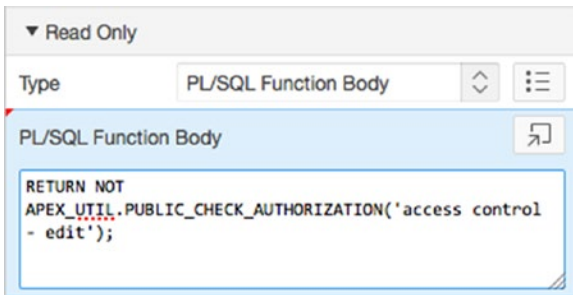 ▼ Read Only
Type PL/SQL Function Body
PL/SQL Function Body
RETURN NOT
APEX_UTIL.PUBLIC_CHECK_AUTHORIZATION('access control
- edit');